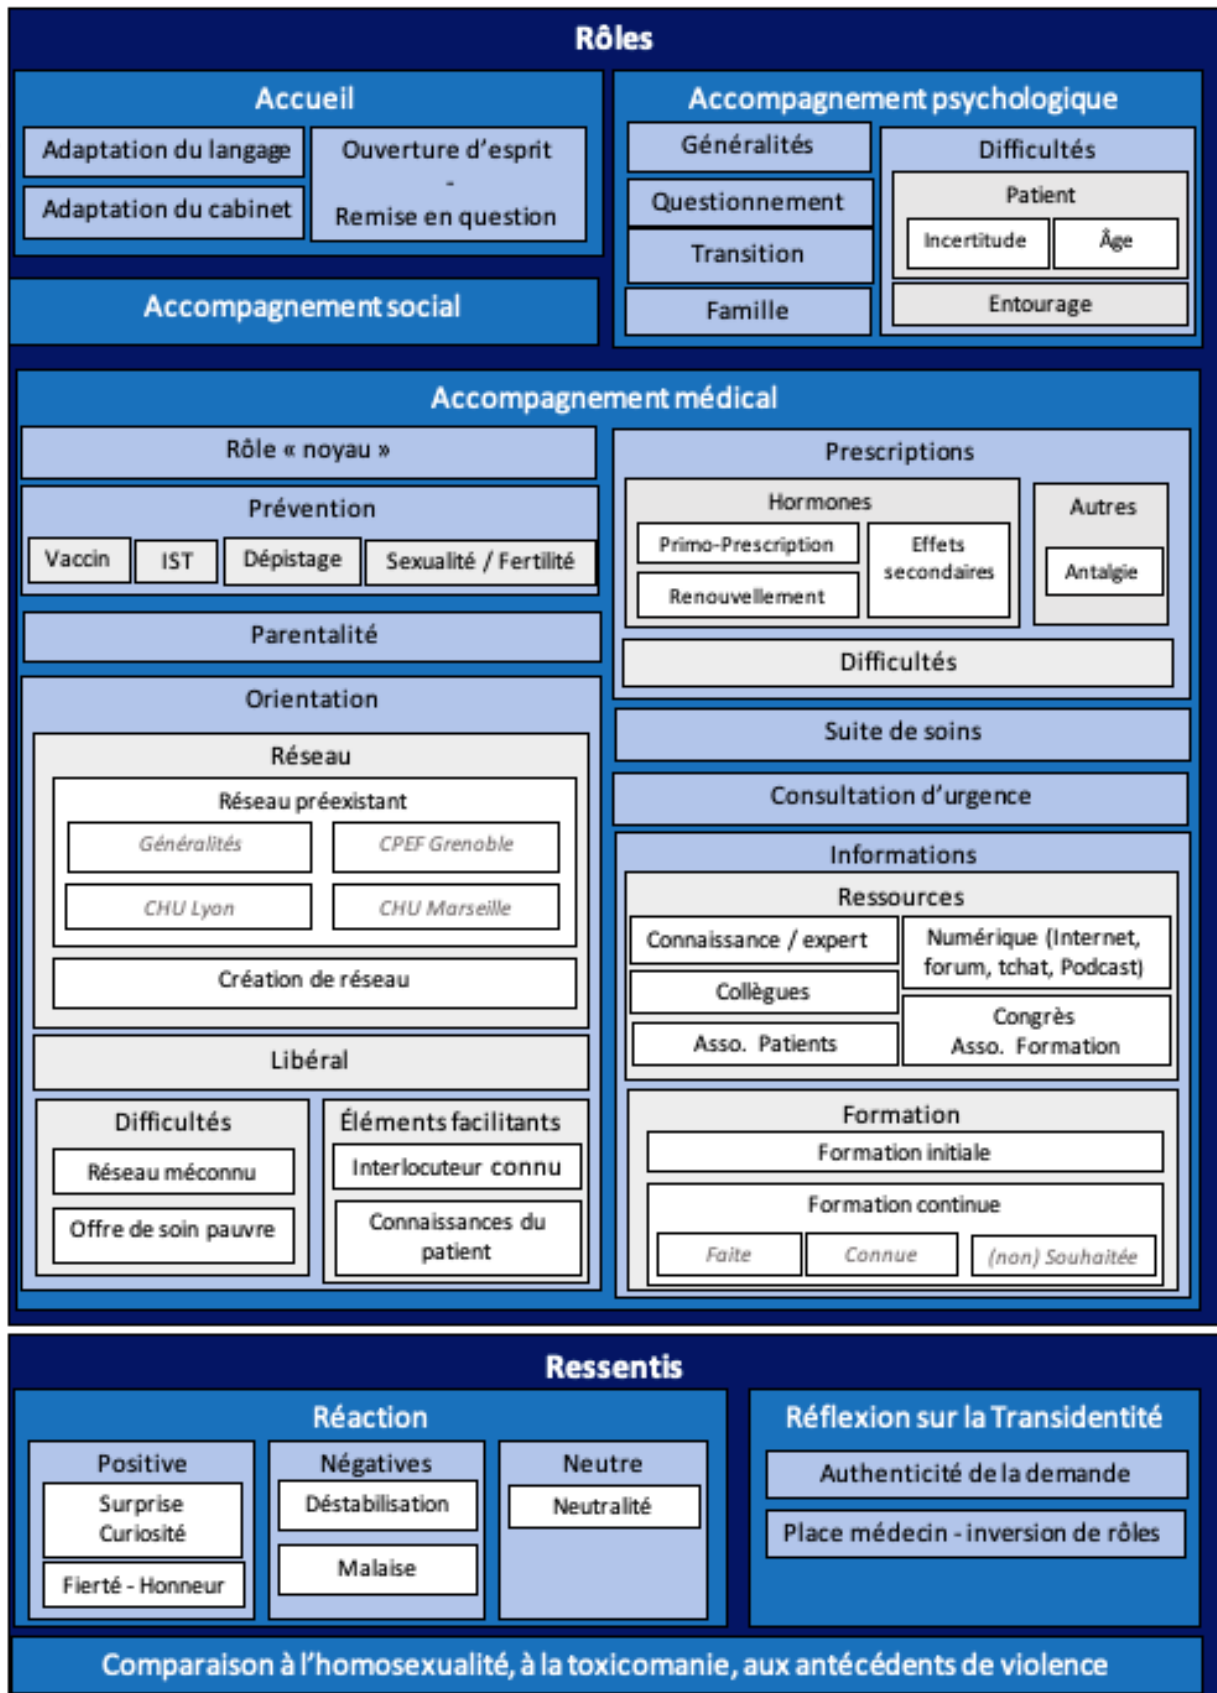 Rôles
Accueil
Adaptation du langage
Adaptation du cabinet
Ouverture d'esprit
-
Remise en question
Accompagnement social
Accompagnement psychologique
Généralités
Questionnement
Transition
Famille
Difficultés
Patient
Incertitude
Âge
Entourage
Accompagnement médical
Rôle « noyau »
Prévention
Vaccin
IST
Dépistage
Sexualité / Fertilité
Parentalité
Orientation
Réseau
Réseau préexistant
Généralités
CPEF Grenoble
CHU Lyon
CHU Marseille
Création de réseau
Libéral
Difficultés
Réseau méconnu
Offre de soin pauvre
Éléments facilitants
Interlocuteur connu
Connaissances du
patient
Prescriptions
Hormones
Primo-Prescription
Renouvellement
Effets
secondaires
Autres
Antalgie
Difficultés
Suite de soins
Consultation d'urgence
Informations
Ressources
Connaissance / expert
Collègues
Asso. Patients
Numérique (Internet,
forum, tchat, Podcast)
Congrès
Asso. Formation
Formation
Formation initiale
Formation continue
Faite
Connue
(non) Souhaitée
Ressentis
Réaction
Positive
Surprise
Curiosité
Fierté - Honneur
Négatives
Déstabilisation
Malaise
Neutre
Neutralité
Réflexion sur la Transidentité
Authenticité de la demande
Place médecin - inversion de rôles
Comparaison à l'homosexualité, à la toxicomanie, aux antécédents de violence